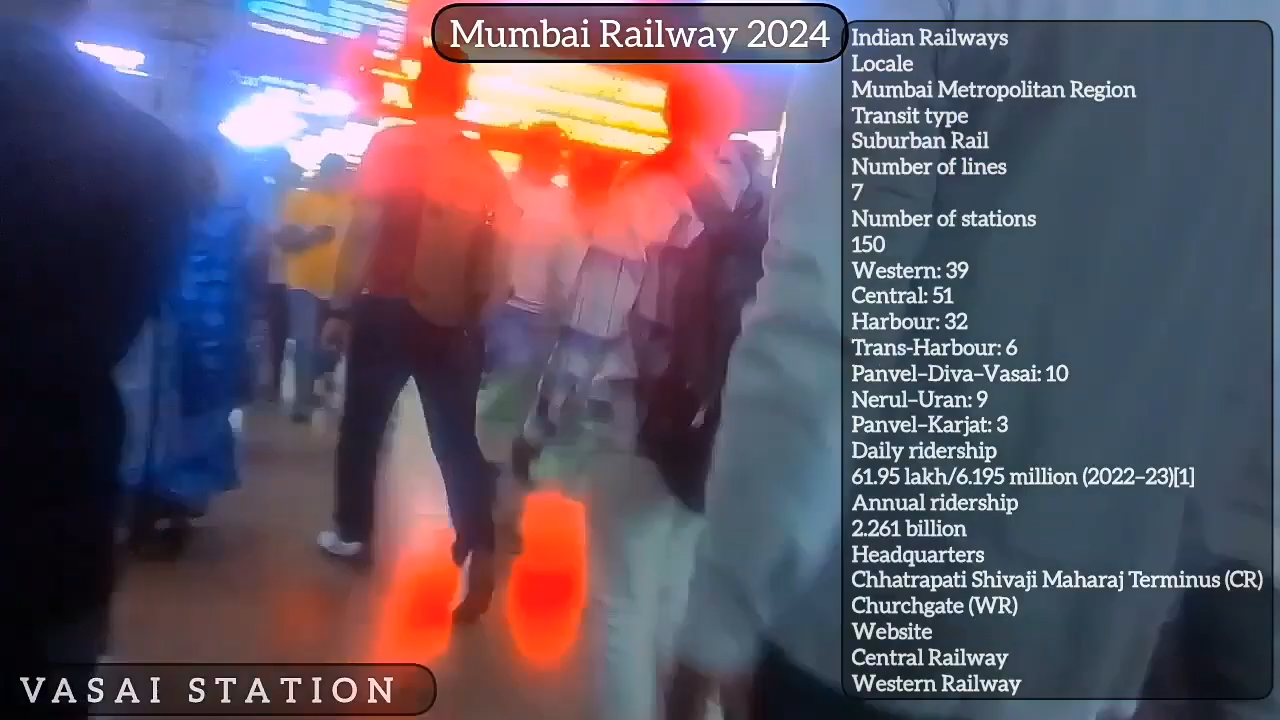 Mumbai Railway 2024
Indian Railways
Locale
Mumbai Metropolitan Region
Transit type
Suburban Rail
Number of lines
7
Number of stations
150
Western: 39
Central: 51
Harbour: 32
Trans-Harbour: 6
Panvel–Diva–Vasai: 10
Nerul–Uran: 9
Panvel–Karjat: 3
Daily ridership
61.95 lakh/6.195 million (2022–23)[1]
Annual ridership
2.261 billion
Headquarters
Chhatrapati Shivaji Maharaj Terminus (CR)
Churchgate (WR)
Website
Central Railway
Western Railway
VASAI STATION